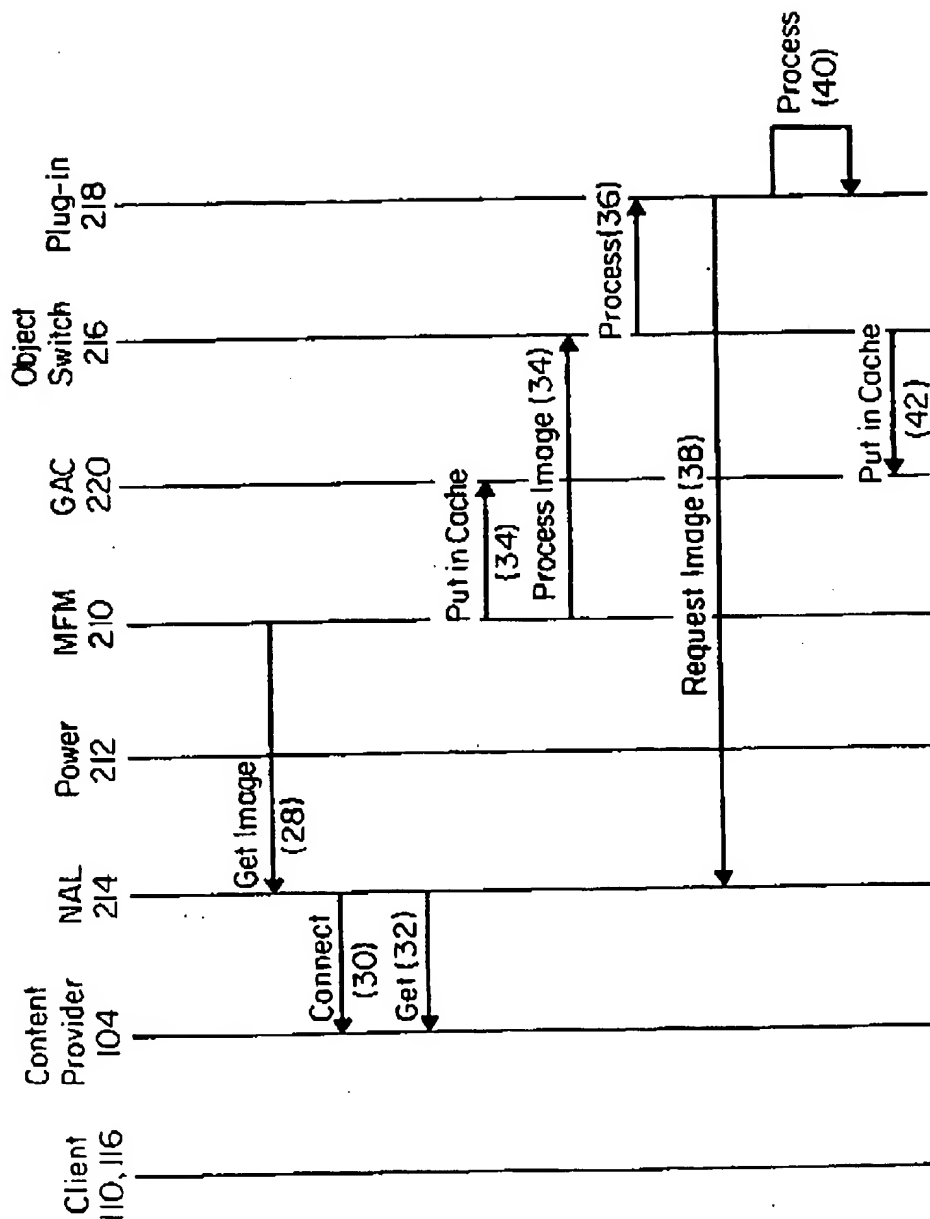 Client
110, 116
Content
Provider
104
NAL
214
Power
212
MFM
210
GAC
220
Object
Switch
216
Plug-in
218
Get Image
(28)
Connect
(30)
Get (32)
Put in Cache
(34)
Process Image (34)
Process(36)
Request Image (38)
Process
(40)
Put in Cache
(42)